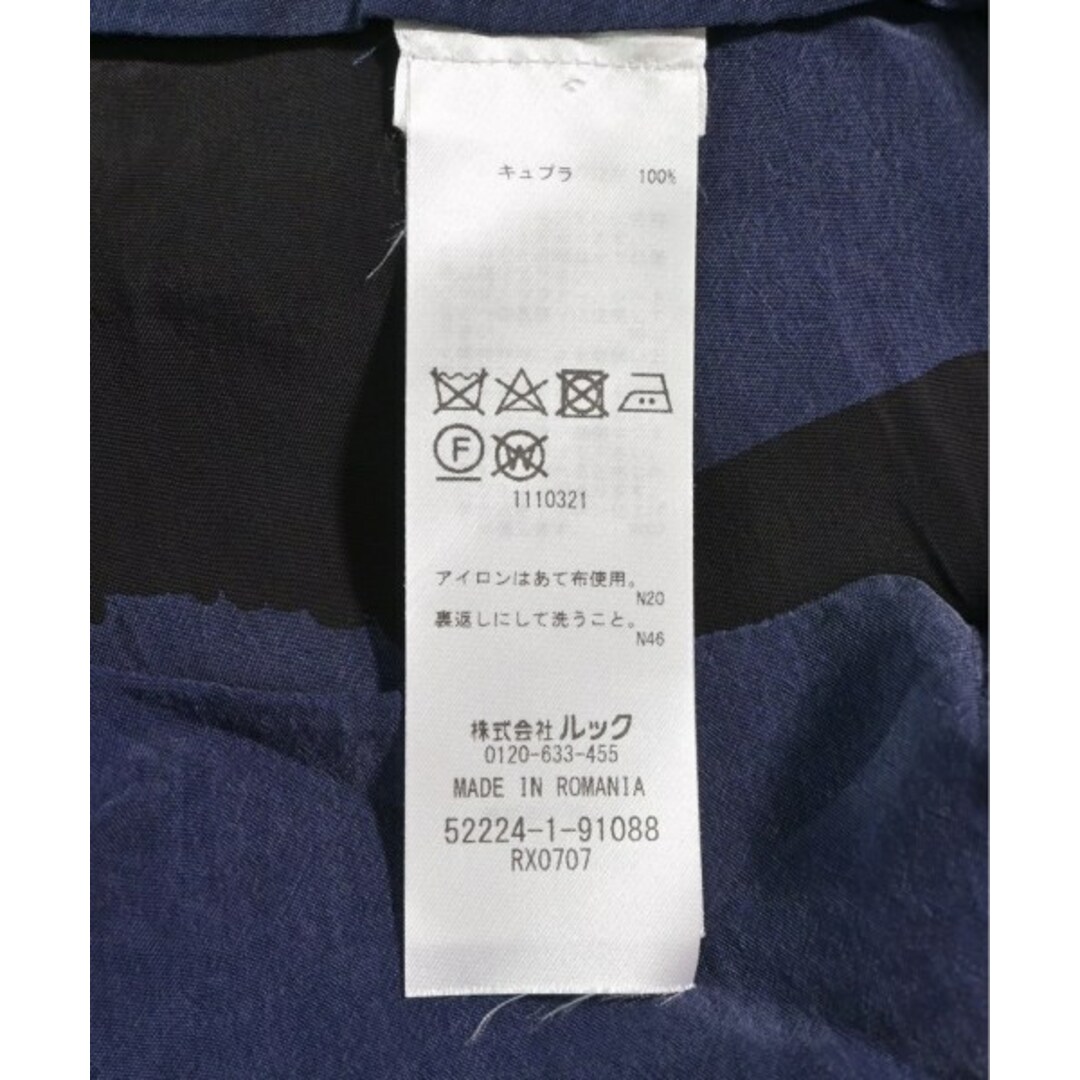 キュプラ 100%
F W
1110321
アイロンはあて布使用。
N20
裏返しにして洗うこと。
N46
株式会社ルック
0120-633-455
MADE IN ROMANIA
52224-1-91088
RX0707